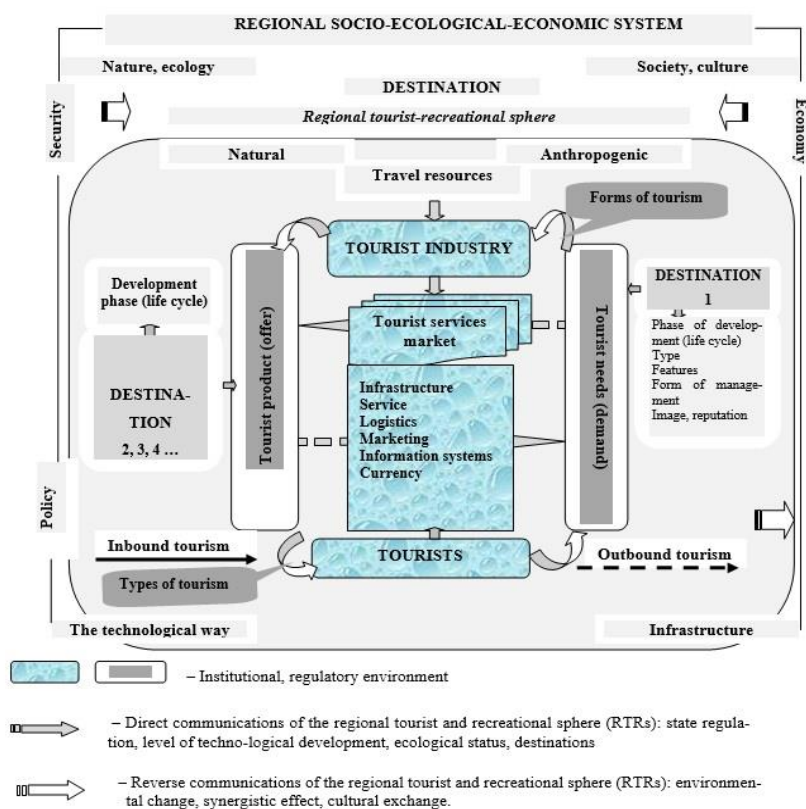 REGIONAL SOCIO-ECOLOGICAL-ECONOMIC SYSTEM
Nature, ecology
Society, culture
DESTINATION
Regional tourist-recreational sphere
Security
Economy
Natural
Anthropogenic
Travel resources
Forms of tourism
TOURIST INDUSTRY
Development
phase (life cycle)
DESTINATION
1
Tourist services
market
Phase of develop-
ment (life cycle)
Type
Features
Form of manage-
ment
Image, reputation
Tourist product (offer)
Tourist needs (demand)
DESTINA-
TION
2, 3, 4 ...
Infrastructure
Service
Logistics
Marketing
Information systems
Currency
Policy
Inbound tourism
TOURISTS
Outbound tourism
Types of tourism
The technological way
Infrastructure
– Institutional, regulatory environment
– Direct communications of the regional tourist and recreational sphere (RTRs): state regula-
tion, level of techno-logical development, ecological status, destinations
– Reverse communications of the regional tourist and recreational sphere (RTRs): environmen-
tal change, synergistic effect, cultural exchange.